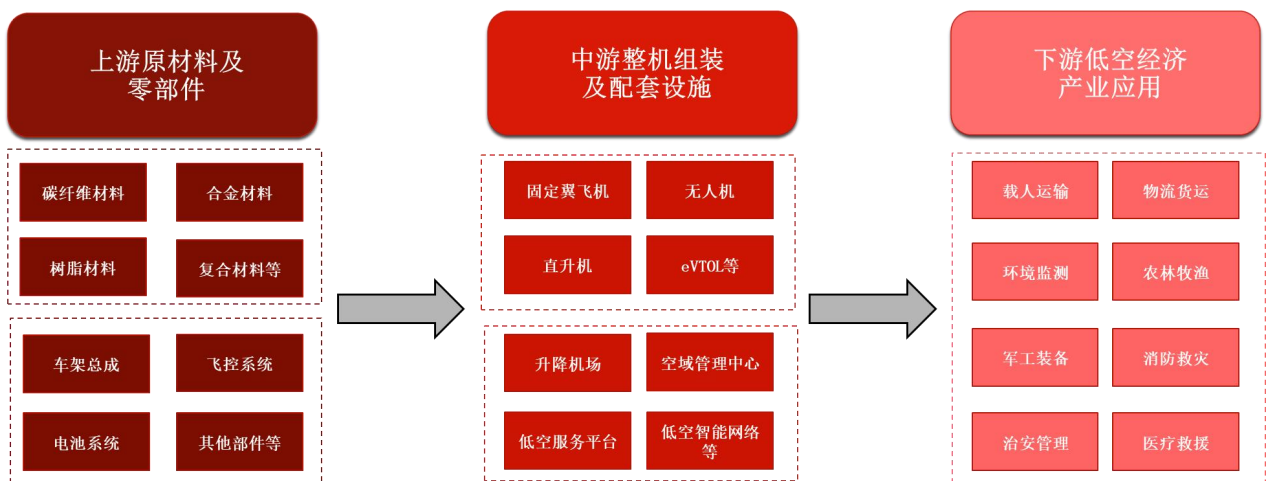 上游原材料及
零部件
碳纤维材料
合金材料
树脂材料
复合材料等
车架总成
飞控系统
电池系统
其他部件等
中游整机组装
及配套设施
固定翼飞机
无人机
直升机
eVTOL等
升降机场
空域管理中心
低空服务平台
低空智能网络
等
下游低空经济
产业应用
载人运输
物流货运
环境监测
农林牧渔
军工装备
消防救灾
治安管理
医疗救援